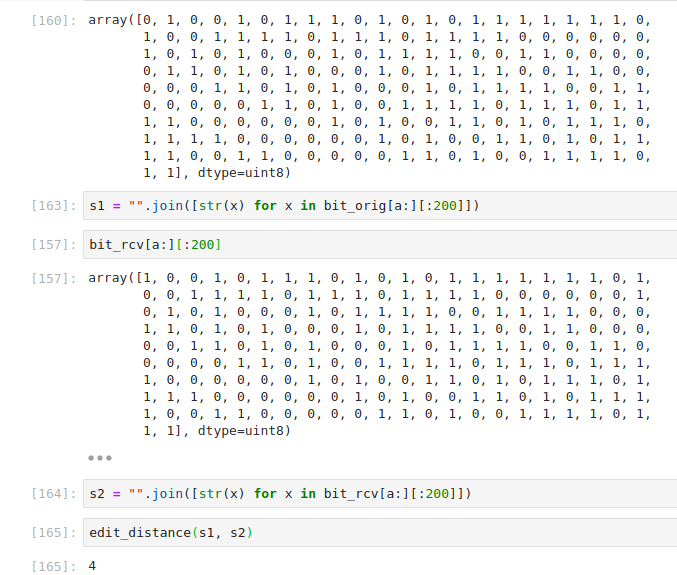 [160]: array([0, 1, 0, 0, 1, 0, 1, 1, 1, 0, 1, 0, 1, 0, 1, 1, 1, 1, 1, 1, 1, 0,
1, 0, 0, 1, 1, 1, 1, 0, 1, 1, 1, 0, 1, 1, 1, 1, 0, 0, 0, 0, 0, 0,
1, 0, 1, 0, 1, 0, 0, 0, 1, 0, 1, 1, 1, 1, 0, 0, 1, 1, 0, 0, 0, 0,
0, 1, 1, 0, 1, 0, 1, 0, 0, 0, 1, 0, 1, 1, 1, 1, 0, 0, 1, 1, 0, 0,
0, 0, 0, 1, 1, 0, 1, 0, 1, 0, 0, 0, 1, 0, 1, 1, 1, 1, 0, 0, 1, 1,
0, 0, 0, 0, 0, 1, 1, 0, 1, 0, 0, 1, 1, 1, 1, 0, 1, 1, 1, 0, 1, 1,
1, 1, 0, 0, 0, 0, 0, 0, 1, 0, 1, 0, 0, 1, 1, 0, 1, 0, 1, 1, 1, 0,
1, 1, 1, 1, 0, 0, 0, 0, 0, 0, 1, 0, 1, 0, 0, 1, 1, 0, 1, 0, 1, 1,
1, 1, 0, 0, 1, 1, 0, 0, 0, 0, 0, 1, 1, 0, 1, 0, 0, 1, 1, 1, 1, 0,
1, 1], dtype=uint8)
[163]: s1 = "".join([str(x) for x in bit_orig[a:][:200]])
[157]: bit_rcv[a:][:200]
[157]: array([1, 0, 0, 1, 0, 1, 1, 1, 0, 1, 0, 1, 0, 1, 1, 1, 1, 1, 1, 1, 0, 1,
0, 0, 1, 1, 1, 1, 0, 1, 1, 1, 0, 1, 1, 1, 1, 0, 0, 0, 0, 0, 0, 1,
0, 1, 0, 1, 0, 0, 0, 1, 0, 1, 1, 1, 1, 0, 0, 1, 1, 1, 1, 0, 0, 0,
1, 1, 0, 1, 0, 1, 0, 0, 0, 1, 0, 1, 1, 1, 1, 0, 0, 1, 1, 0, 0, 0,
0, 0, 1, 1, 0, 1, 0, 1, 0, 0, 0, 1, 0, 1, 1, 1, 1, 0, 0, 1, 1, 0,
0, 0, 0, 0, 1, 1, 0, 1, 0, 0, 1, 1, 1, 1, 0, 1, 1, 1, 0, 1, 1, 1,
1, 0, 0, 0, 0, 0, 0, 1, 0, 1, 0, 0, 1, 1, 0, 1, 0, 1, 1, 1, 0, 1,
1, 1, 1, 0, 0, 0, 0, 0, 0, 1, 0, 1, 0, 0, 1, 1, 0, 1, 0, 1, 1, 1,
1, 0, 0, 1, 1, 0, 0, 0, 0, 0, 1, 1, 0, 1, 0, 0, 1, 1, 1, 1, 0, 1,
1, 1], dtype=uint8)
[164]: s2 = "".join([str(x) for x in bit_rcv[a:][:200]])
[165]: edit_distance(s1, s2)
[165]: 4